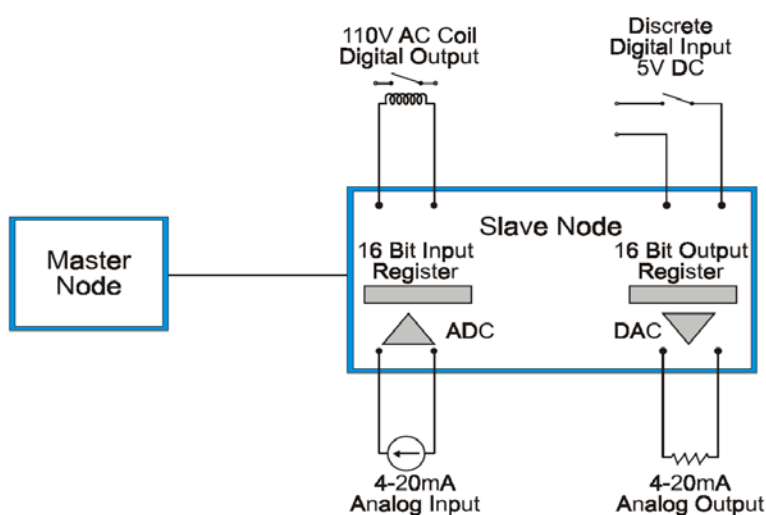 110V AC Coil
Digital Output
Discrete
Digital Input
5V DC
Master
Node
Slave Node
16 Bit Input
Register
16 Bit Output
Register
ADC
DAC
4-20mA
Analog Input
4-20mA
Analog Output